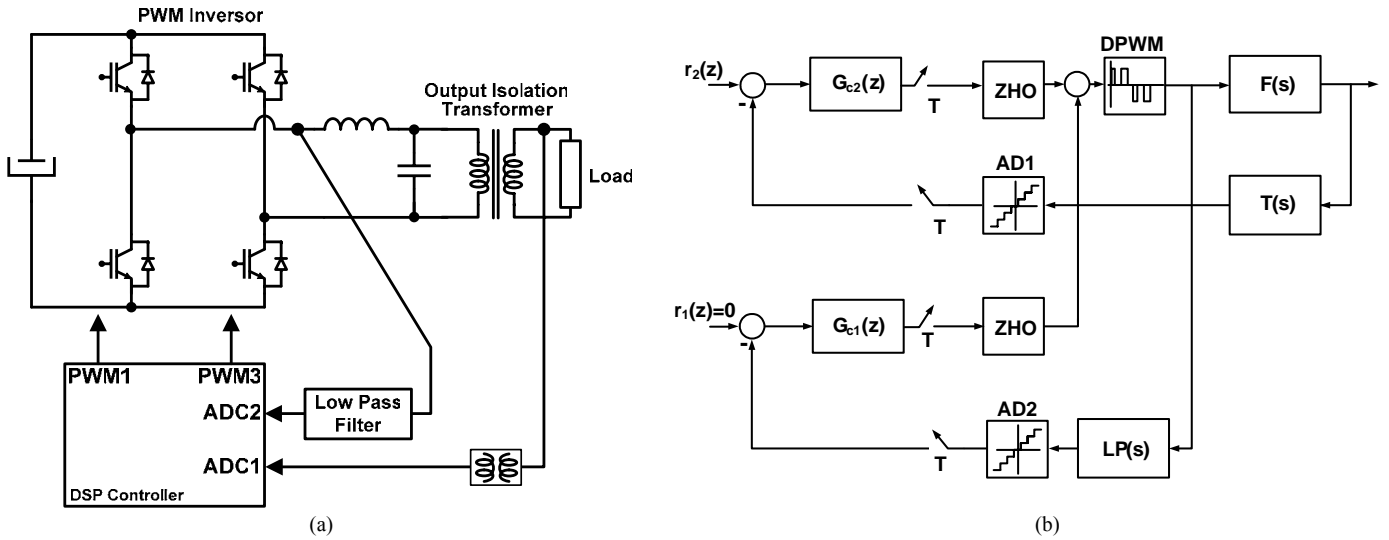 PWM Inversor
Output Isolation
Transformer
Load
PWM1
PWM3
ADC2
Low Pass
Filter
ADC1
DSP Controller
(a)
DPWM
r₂(z)
-
Gc2(z)
T
ZHO
F(s)
AD1
T
T(s)
r₁(z)=0
-
Gc1(z)
T
ZHO
AD2
T
LP(s)
(b)